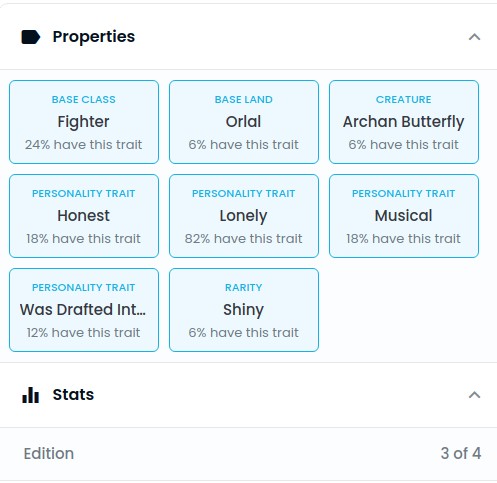 Properties
BASE CLASS
Fighter
24% have this trait
BASE LAND
Orlal
6% have this trait
CREATURE
Archan Butterfly
6% have this trait
PERSONALITY TRAIT
Honest
18% have this trait
PERSONALITY TRAIT
Lonely
82% have this trait
PERSONALITY TRAIT
Musical
18% have this trait
PERSONALITY TRAIT
Was Drafted Int...
12% have this trait
RARITY
Shiny
6% have this trait
Stats
Edition
3 of 4